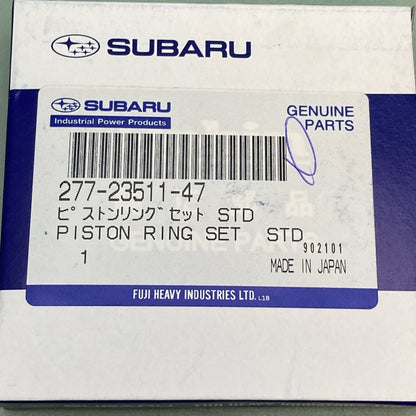 SUBARU
SUBARU
Industrial Power Products
GENUINE
PARTS
277-23511-47
ピストンリングセット STD
PISTON RING SET STD
902101
1
MADE IN JAPAN
FUJI HEAVY INDUSTRIES LTD. L18